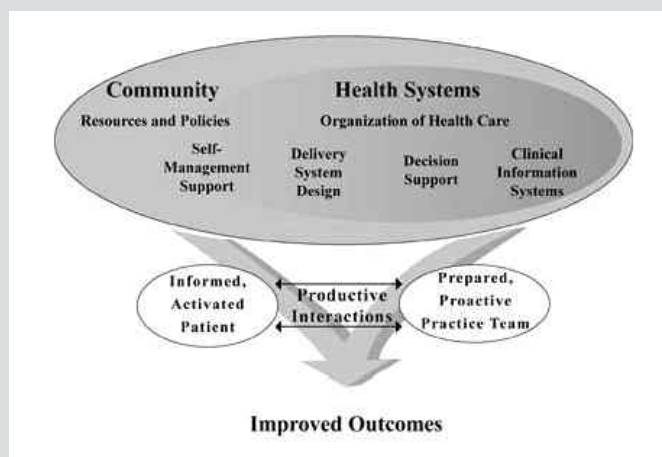 Community
Health Systems
Resources and Policies
Organization of Health Care
Self-
Management
Support
Delivery
System
Design
Decision
Support
Clinical
Information
Systems
Informed,
Activated
Patient
Productive
Interactions
Prepared,
Proactive
Practice Team
Improved Outcomes